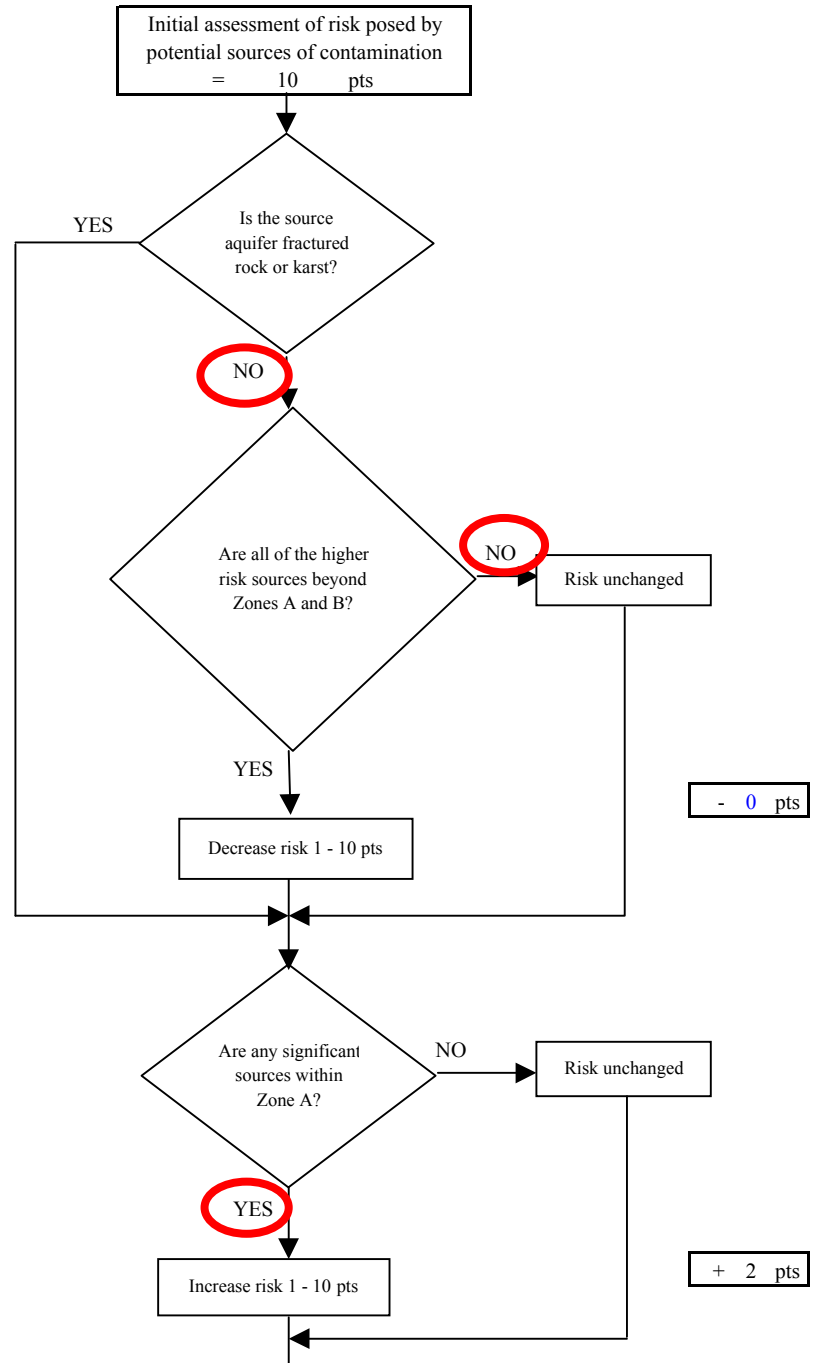 Initial assessment of risk posed by
potential sources of contamination
= 10 pts
YES
Is the source
aquifer fractured
rock or karst?
NO
Are all of the higher
risk sources beyond
Zones A and B?
NO
Risk unchanged
YES
- 0 pts
Decrease risk 1 - 10 pts
Are any significant
sources within
Zone A?
NO
Risk unchanged
YES
+ 2 pts
Increase risk 1 - 10 pts